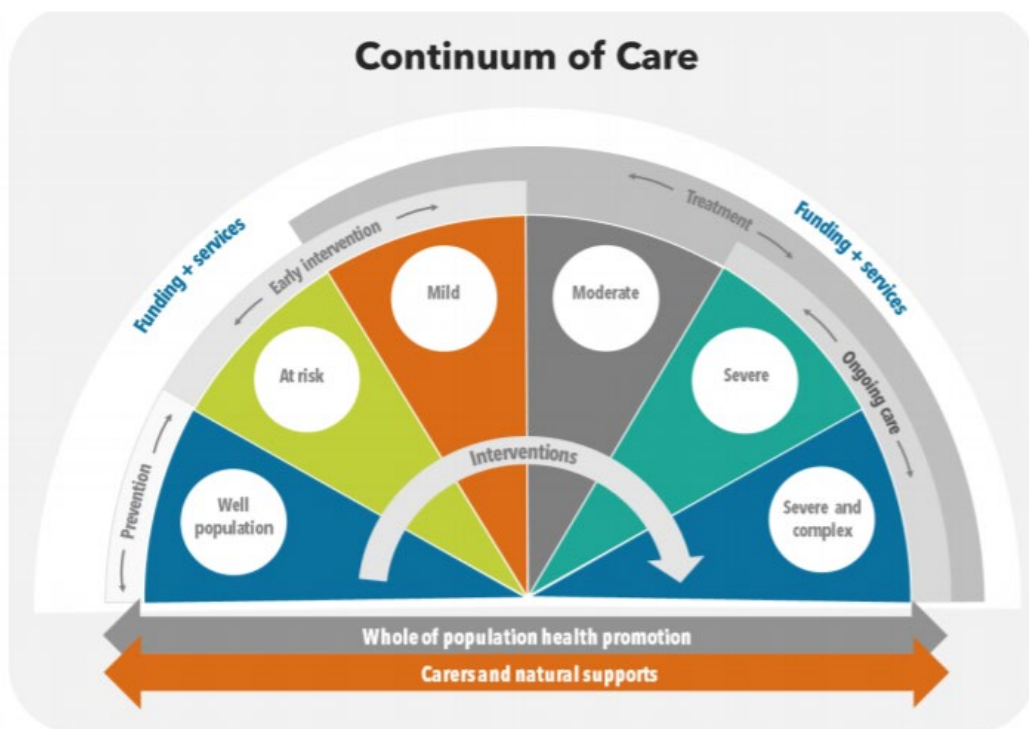 Continuum of Care
Funding + services
Prevention
Early intervention
Treatment
Ongoing care
Funding + services
Well
population
At risk
Mild
Moderate
Severe
Severe and
complex
Interventions
Whole of population health promotion
Carers and natural supports